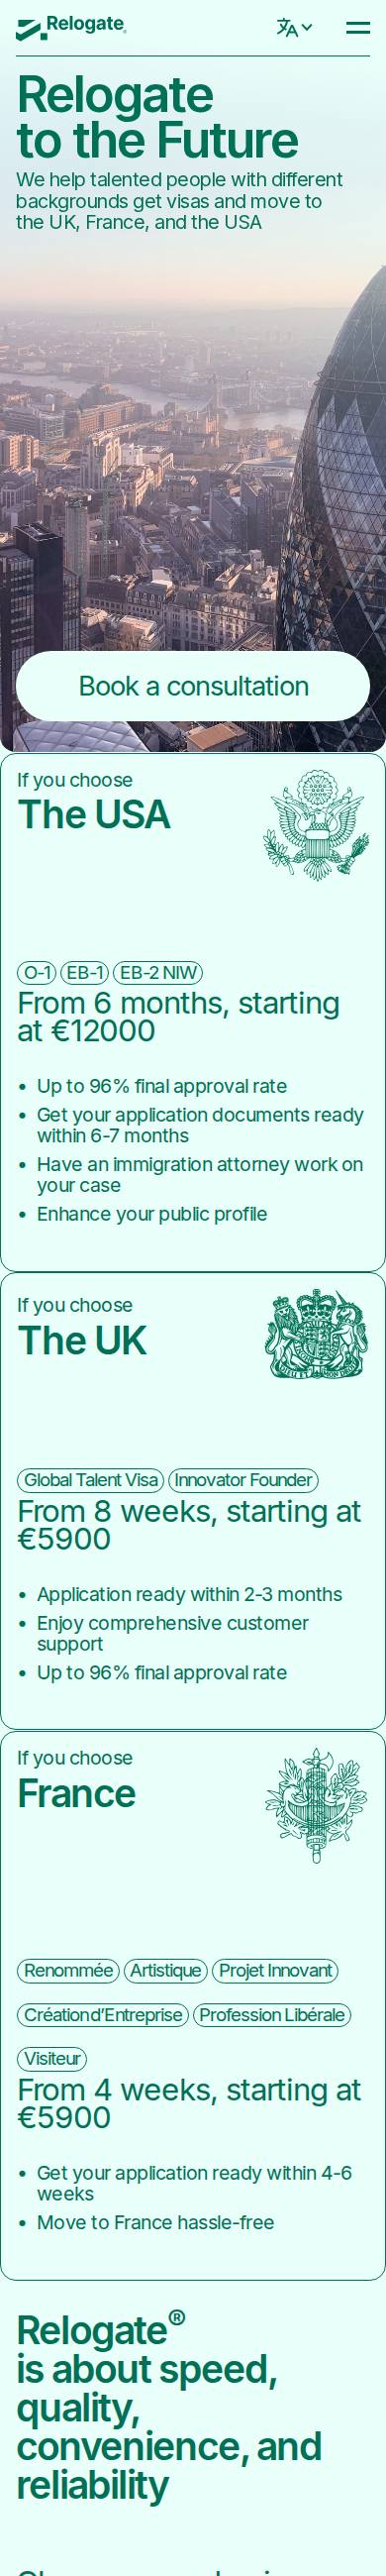 Relogate
Relogate
to the Future
We help talented people with different
backgrounds get visas and move to
the UK, France, and the USA
Book a consultation
If you choose
The USA
O-1 EB-1 EB-2 NIW
From 6 months, starting
at €12000
• Up to 96% final approval rate
• Get your application documents ready
within 6-7 months
• Have an immigration attorney work on
your case
• Enhance your public profile
If you choose
The UK
Global Talent Visa Innovator Founder
From 8 weeks, starting at
€5900
• Application ready within 2-3 months
• Enjoy comprehensive customer
support
• Up to 96% final approval rate
If you choose
France
Renommée Artistique Projet Innovant
Création d’Entreprise Profession Libérale
Visiteur
From 4 weeks, starting at
€5900
• Get your application ready within 4-6
weeks
• Move to France hassle-free
Relogate®
is about speed,
quality,
convenience, and
reliability